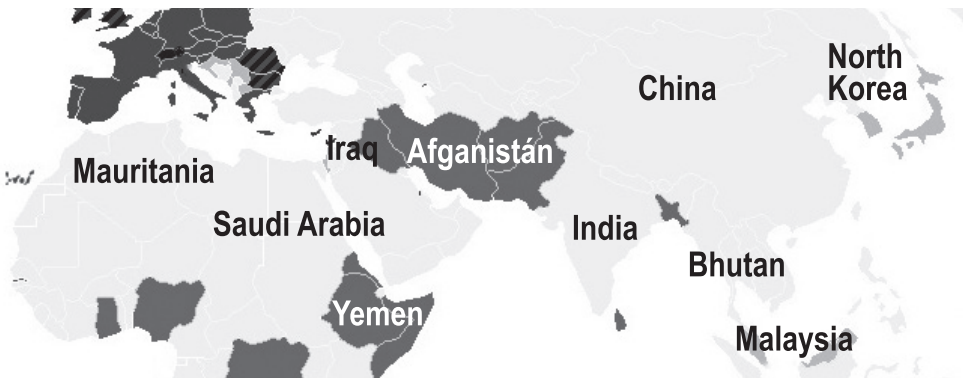 North
Korea
China
Iraq
Afganistán
Mauritania
Saudi Arabia
India
Bhutan
Yemen
Malaysia